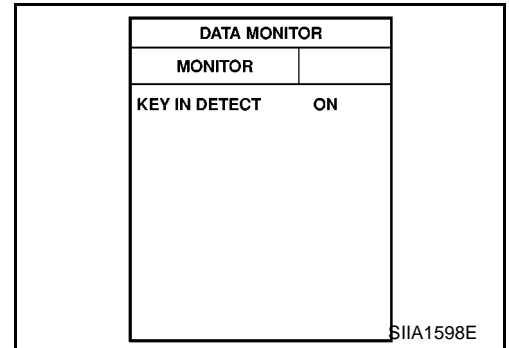 DATA MONITOR
MONITOR
KEY IN DETECT ON
SIIA1598E